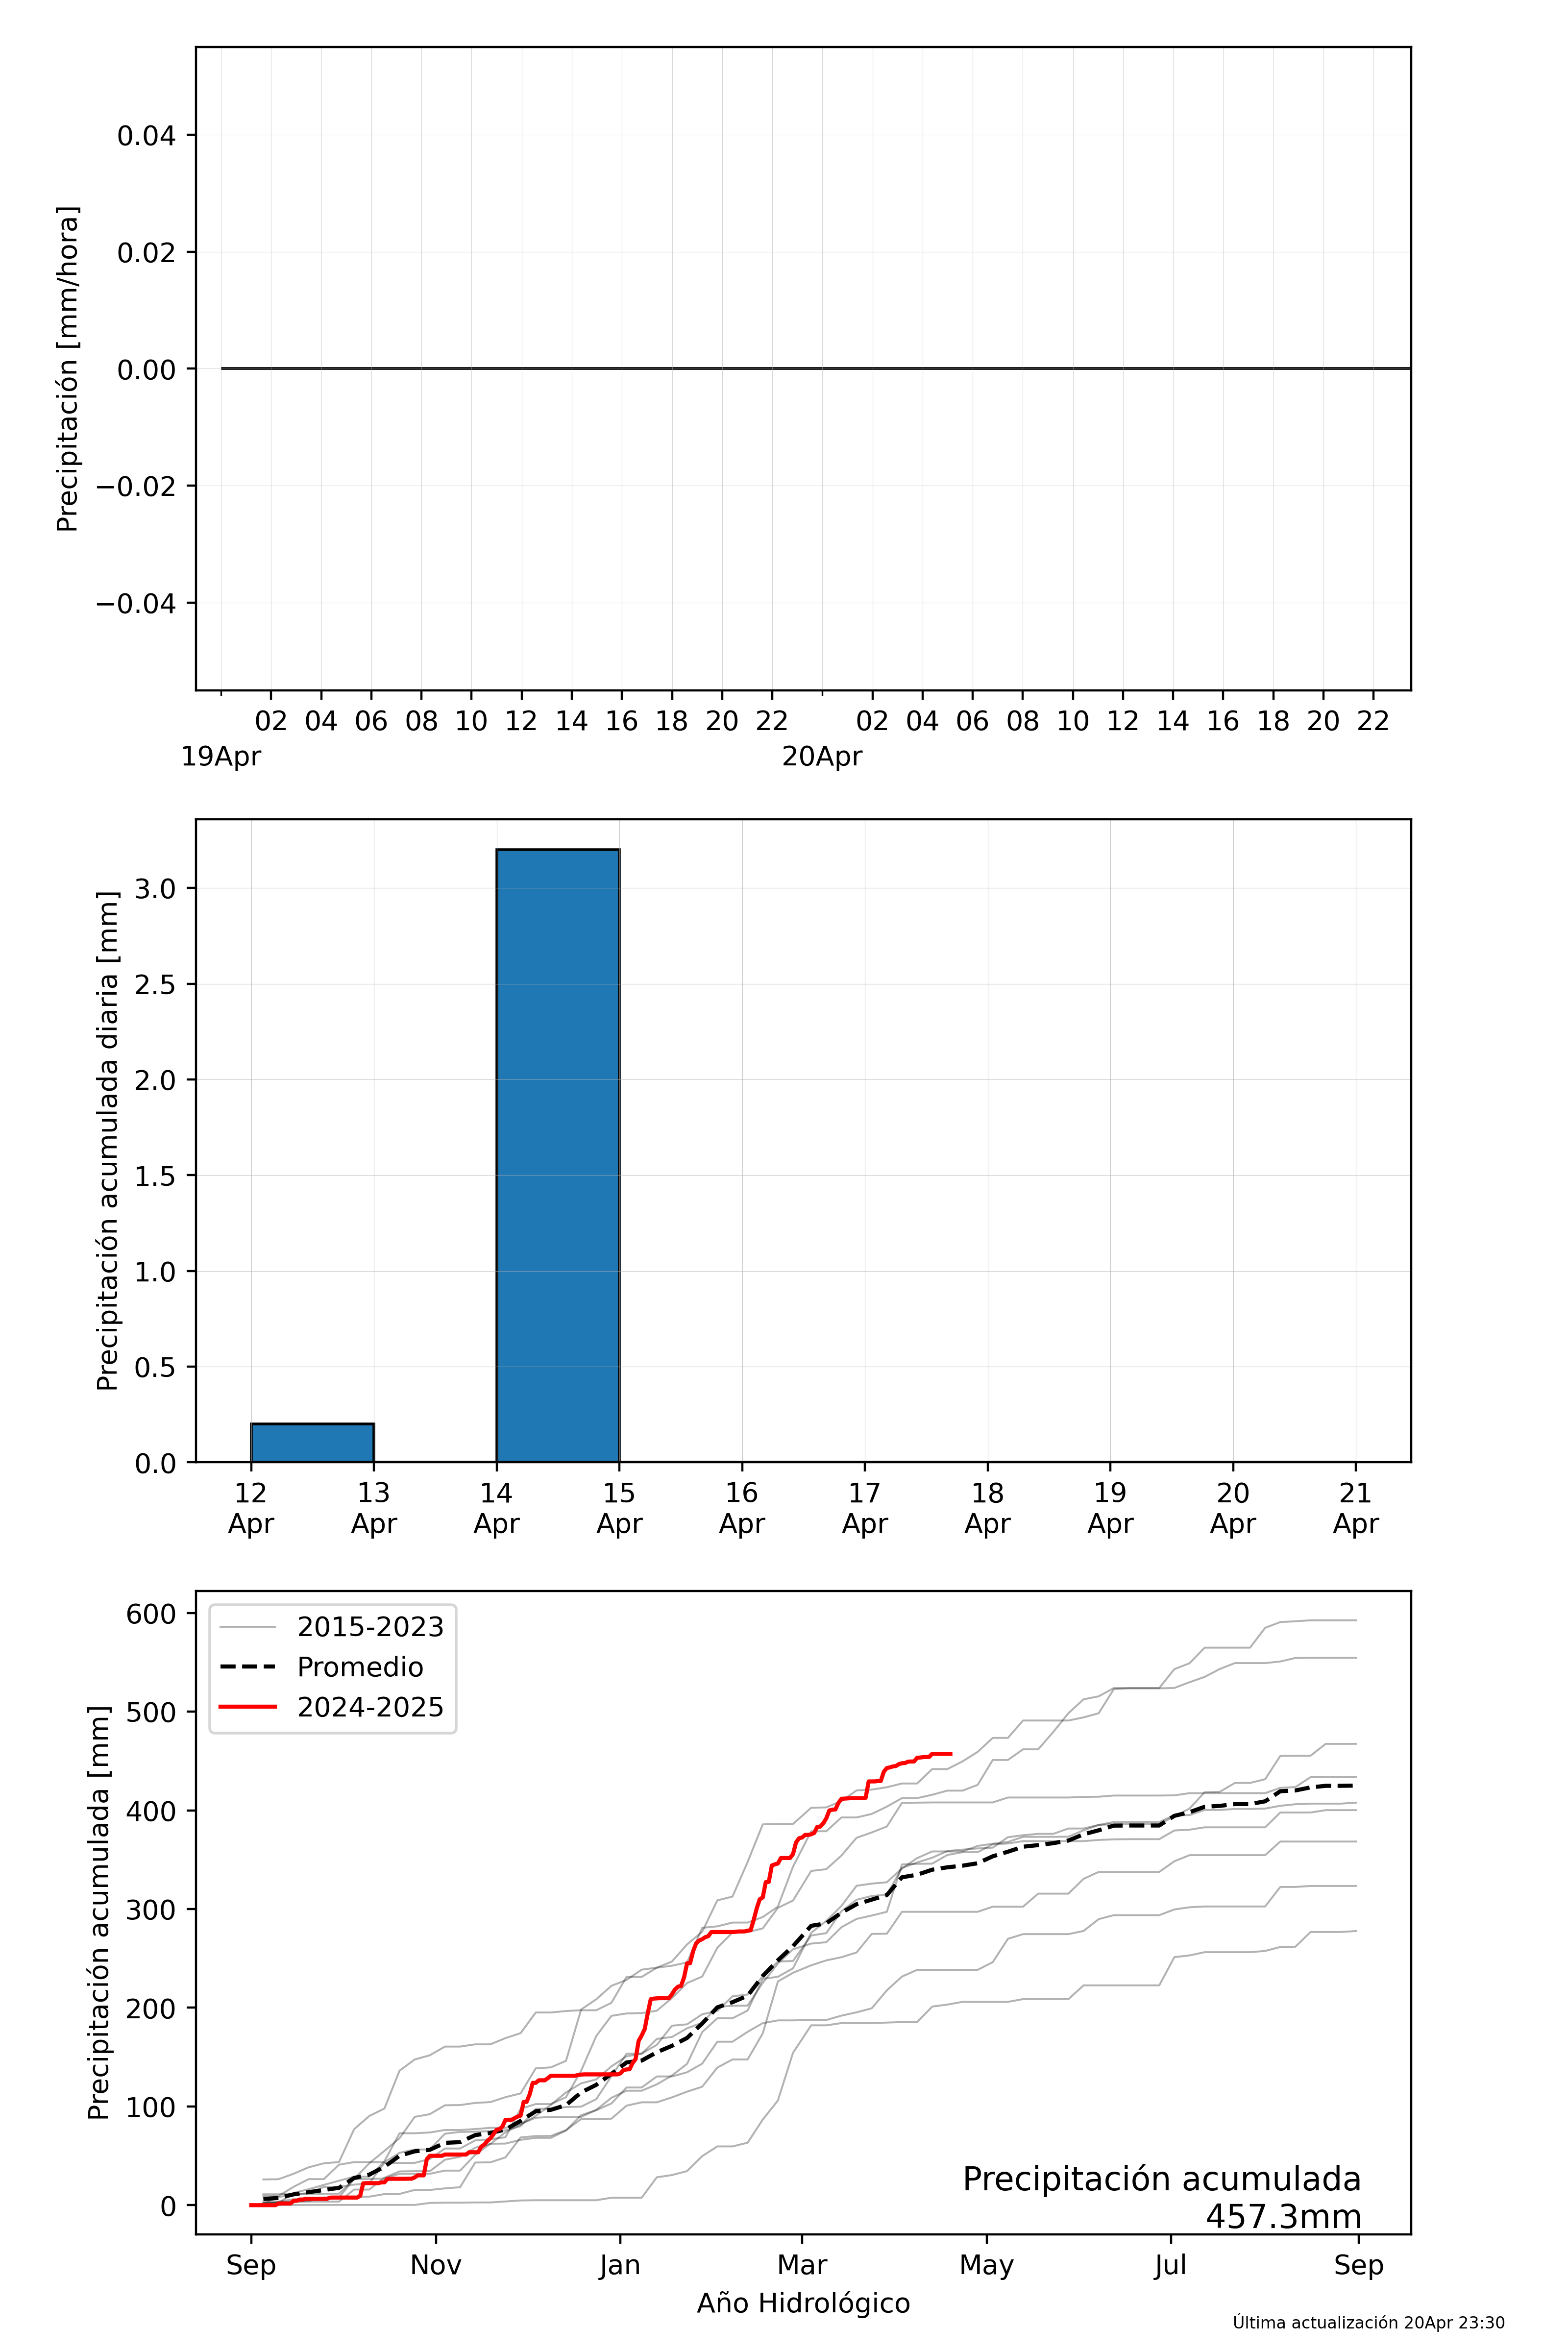 Precipitación [mm/hora]
0.04
0.02
0.00
−0.02
−0.04
02 04 06 08 10 12 14 16 18 20 22 02 04 06 08 10 12 14 16 18 20 22
19Apr 20Apr
Precipitación acumulada diaria [mm]
3.0
2.5
2.0
1.5
1.0
0.5
0.0
12 13 14 15 16 17 18 19 20 21
Apr Apr Apr Apr Apr Apr Apr Apr Apr Apr
Precipitación acumulada [mm]
600
500
400
300
200
100
0
2015-2023
Promedio
2024-2025
Precipitación acumulada
457.3mm
Sep Nov Jan Mar May Jul Sep
Año Hidrológico
Última actualización 20Apr 23:30